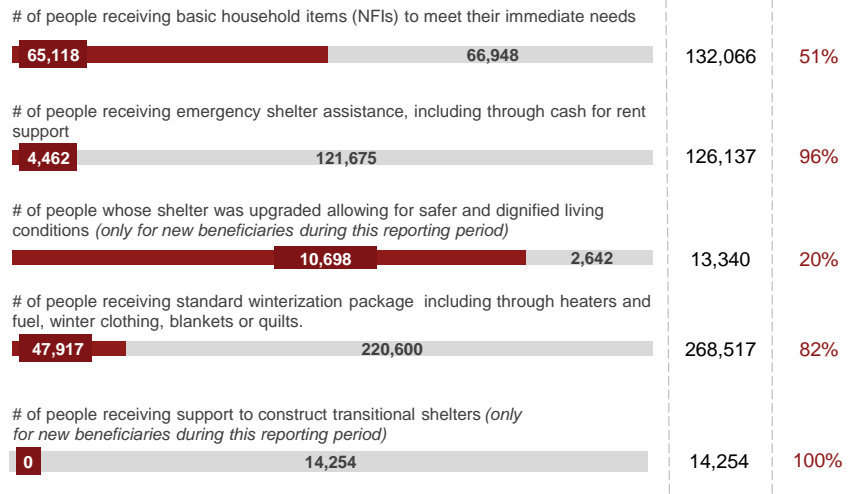 # of people receiving basic household items (NFIs) to meet their immediate needs
65,118 66,948 132,066 51%
# of people receiving emergency shelter assistance, including through cash for rent
support
4,462 121,675 126,137 96%
# of people whose shelter was upgraded allowing for safer and dignified living
conditions (only for new beneficiaries during this reporting period)
10,698 2,642 13,340 20%
# of people receiving standard winterization package including through heaters and
fuel, winter clothing, blankets or quilts.
47,917 220,600 268,517 82%
# of people receiving support to construct transitional shelters (only
for new beneficiaries during this reporting period)
0 14,254 14,254 100%